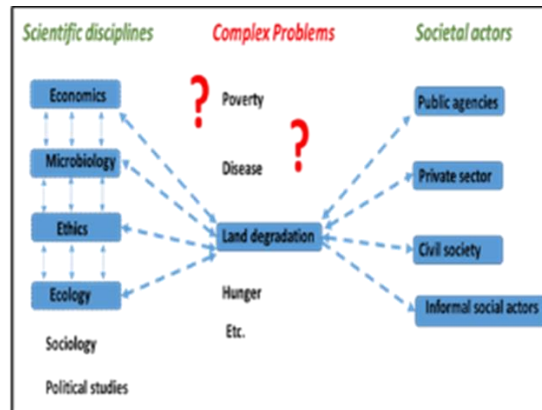 Scientific disciplines
Complex Problems
Societal actors
Economics
Microbiology
Ethics
Ecology
Sociology
Political studies
?
Poverty
?
Disease
Land degradation
Hunger
Etc.
Public agencies
Private sector
Civil society
Informal social actors